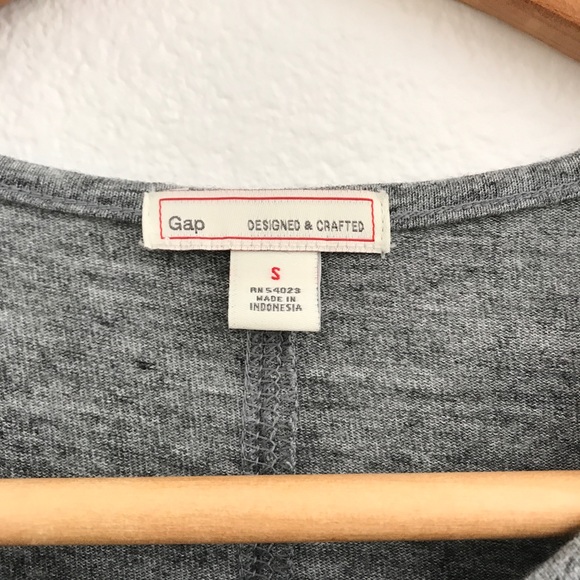 Gap DESIGNED & CRAFTED
S
RN 54023
MADE IN
INDONESIA